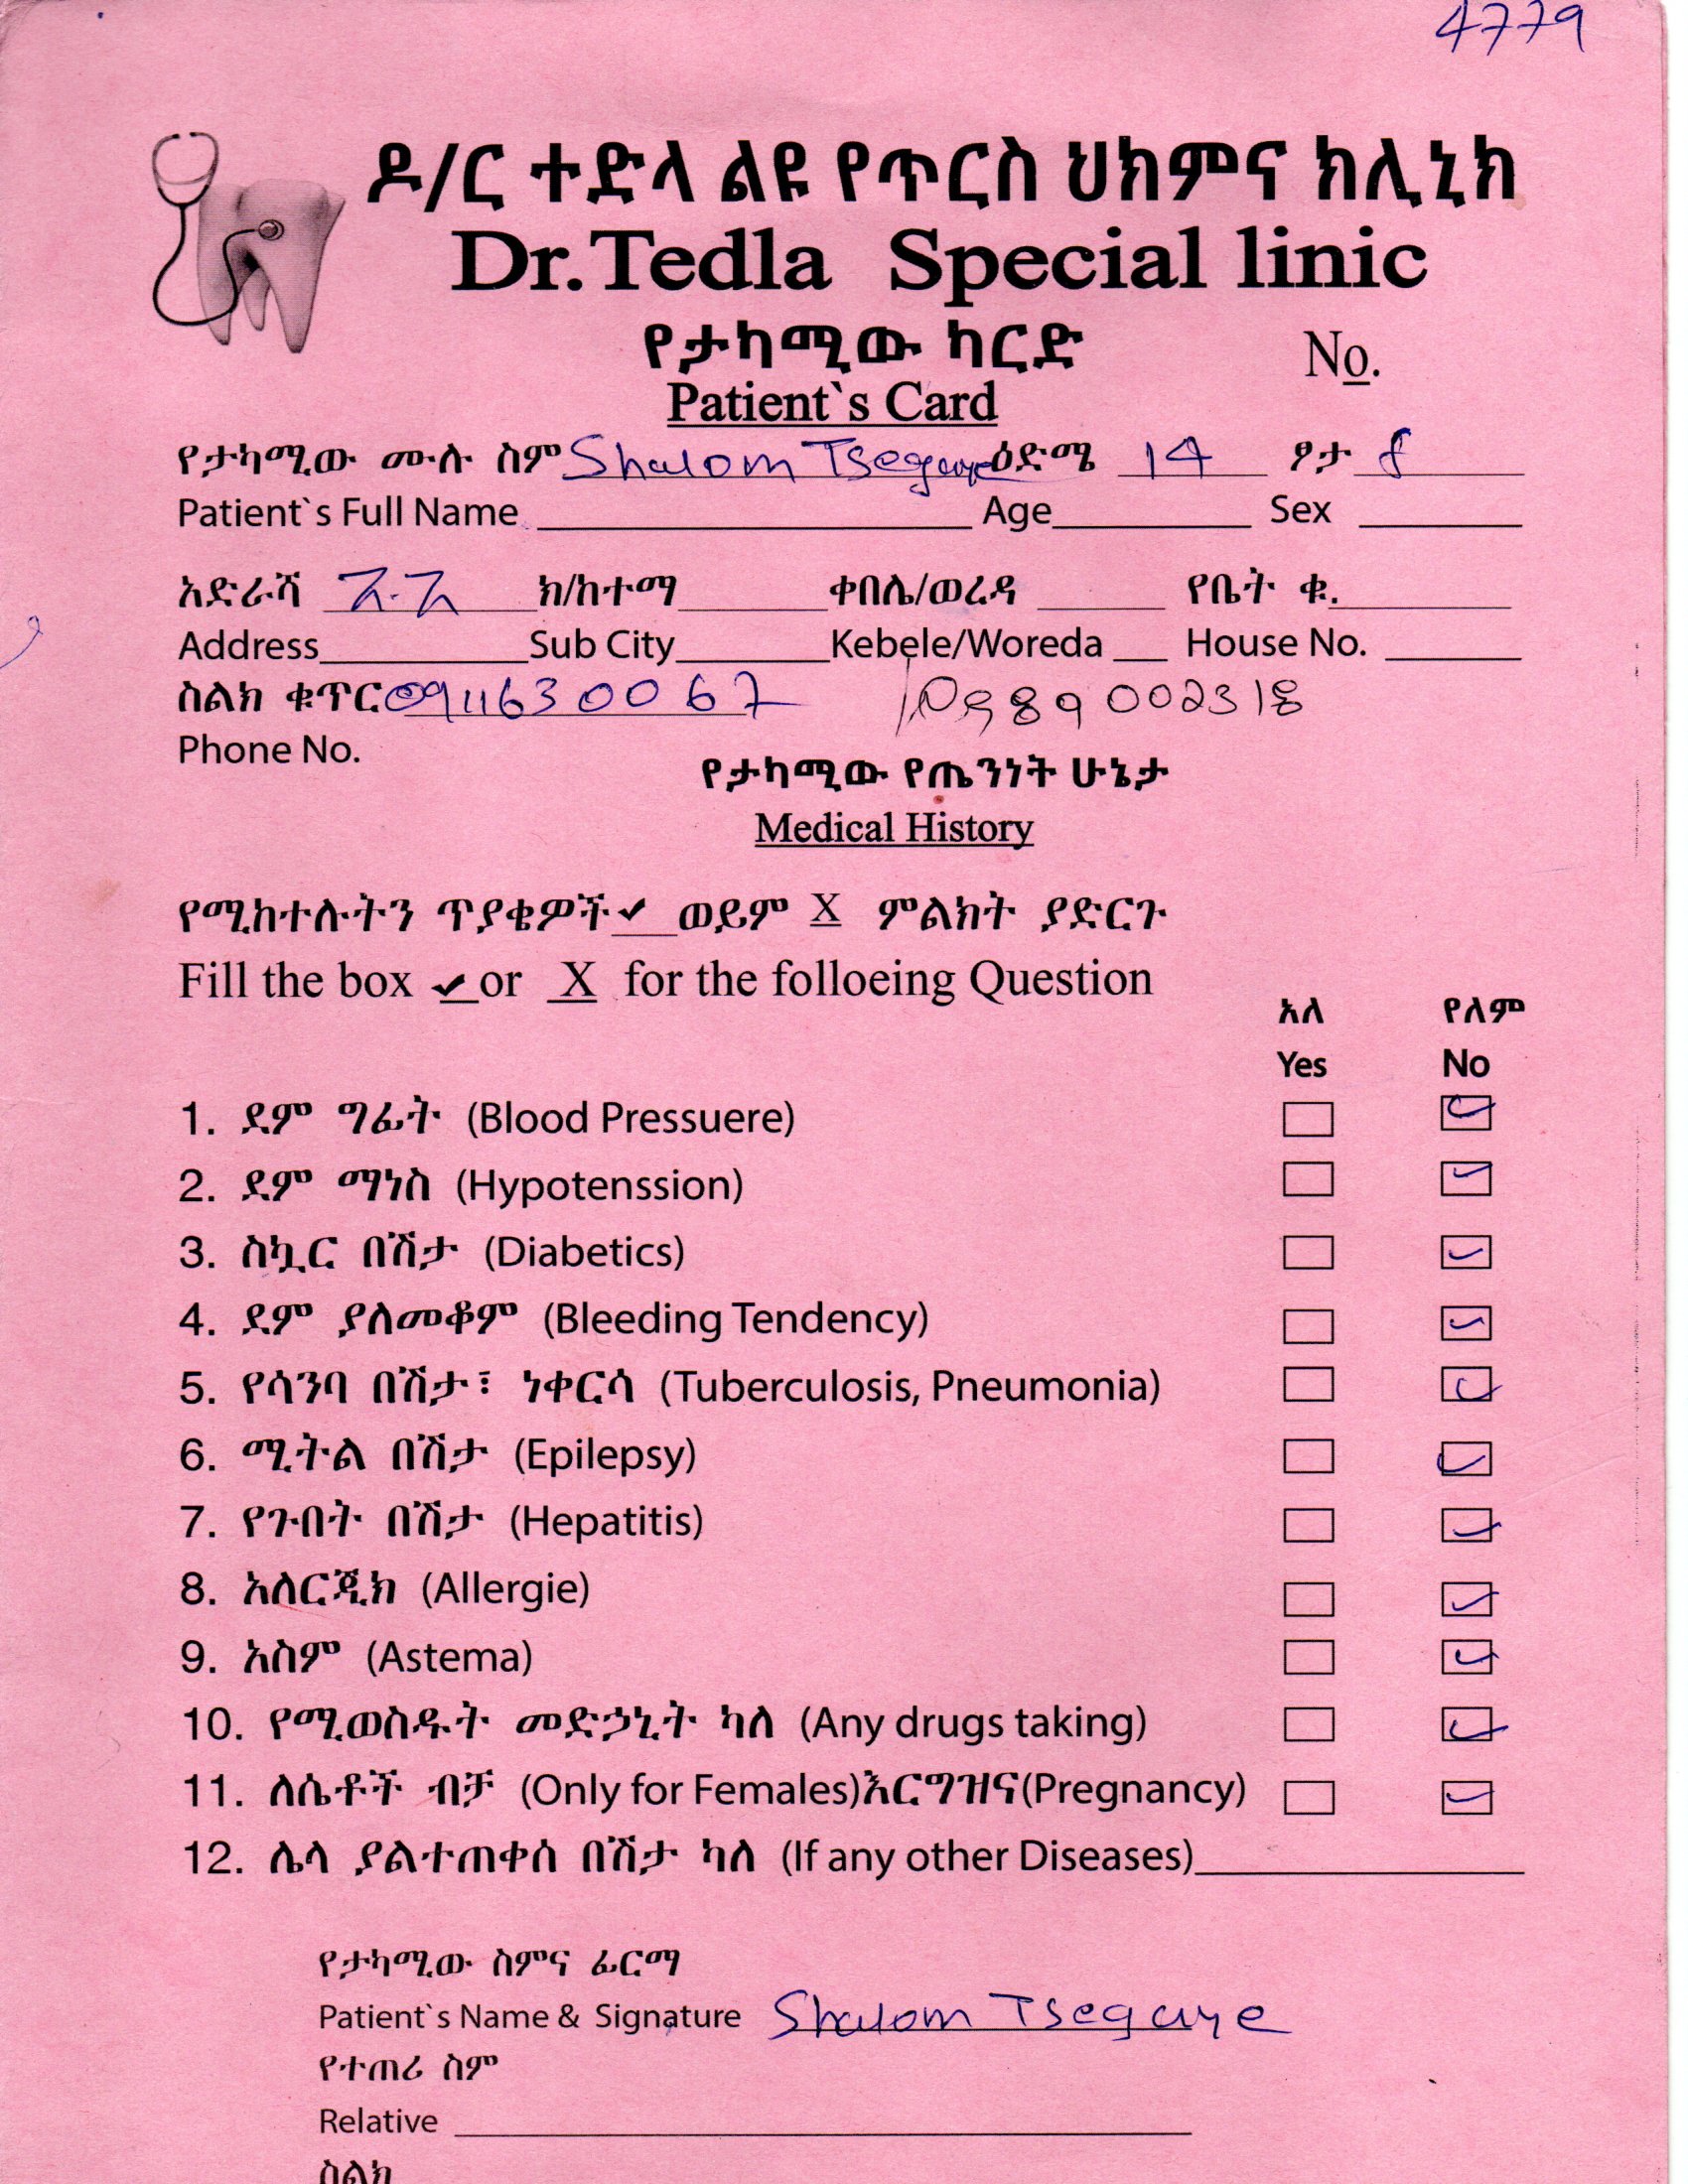 4779
ዶ/ር ተድላ ልዩ የጥርስ ህክምና ክሊኒክ
Dr.Tedla Special linic
የታካሚው ካርድ
No.
Patient`s Card
የታካሚው ሙሉ ስም Shalom Tsegaye ዕድሜ 14 ፆታ f
Patient`s Full Name Age Sex
አድራሻ ክ/ከተማ ቀበሌ/ወረዳ የቤት ቁ.
Address Sub City Kebele/Woreda House No.
ስልክ ቁጥር 0911630067 /0989002318
Phone No.
የታካሚው የጤንነት ሁኔታ
Medical History
የሚከተሉትን ጥያቄዎች ✔ ወይም X ምልክት ያድርጉ
Fill the box ✔ or X for the folloeing Question
አለ የለም
Yes No
1. ደም ግፊት (Blood Pressuere)
2. ደም ማነስ (Hypotenssion)
3. ስኳር በሽታ (Diabetics)
4. ደም ያለመቆም (Bleeding Tendency)
5. የሳንባ በሽታ፣ ነቀርሳ (Tuberculosis, Pneumonia)
6. ሚትል በሽታ (Epilepsy)
7. የጉበት በሽታ (Hepatitis)
8. አለርጂክ (Allergie)
9. አስም (Astema)
10. የሚወስዱት መድኃኒት ካለ (Any drugs taking)
11. ለሴቶች ብቻ (Only for Females)እርግዝና(Pregnancy)
12. ሌላ ያልተጠቀሰ በሽታ ካለ (If any other Diseases)
የታካሚው ስምና ፊርማ
Patient`s Name & Signature Shalom Tsegaye
የተጠሪ ስም
Relative
ስልክ